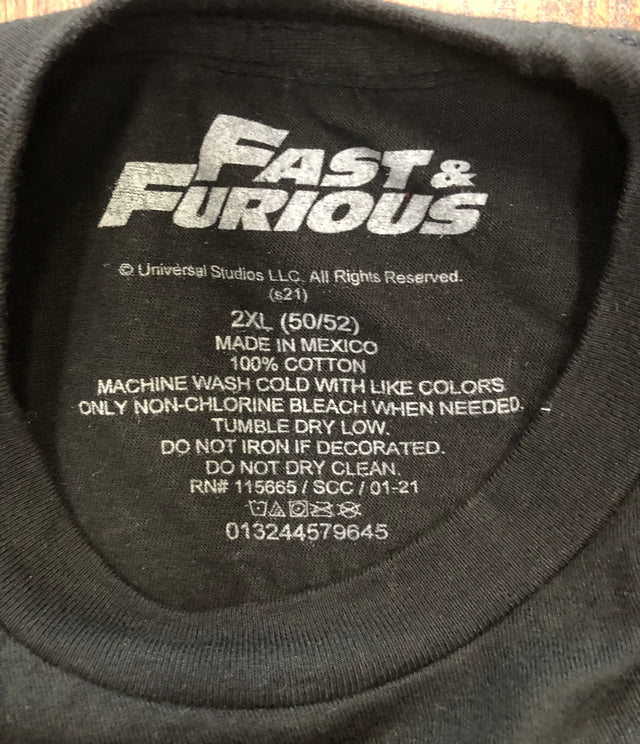 FAST &
FURIOUS
© Universal Studios LLC. All Rights Reserved.
(s21)
2XL (50/52)
MADE IN MEXICO
100% COTTON
MACHINE WASH COLD WITH LIKE COLORS
ONLY NON-CHLORINE BLEACH WHEN NEEDED.
TUMBLE DRY LOW.
DO NOT IRON IF DECORATED.
DO NOT DRY CLEAN.
RN# 115665 / SCC / 01-21
013244579645